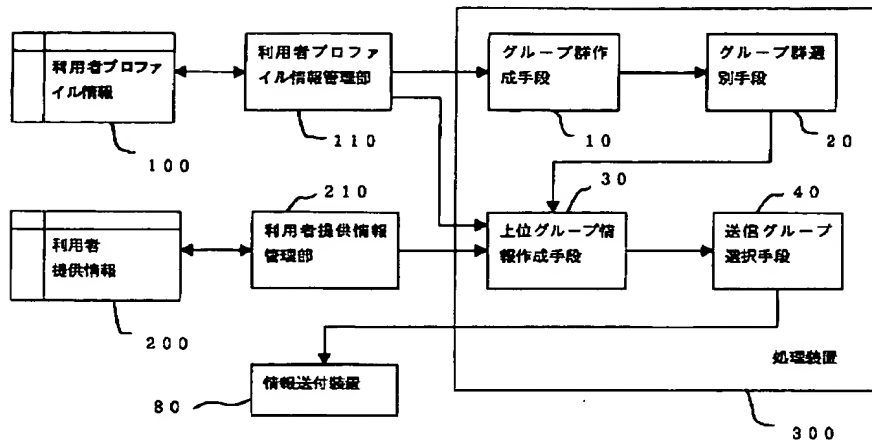 利用者プロファ
イル情報
100
利用者プロファ
イル情報管理部
110
グループ群作
成手段
10
グループ群選
別手段
20
利用者
提供情報
200
210
利用者提供情報
管理部
30
上位グループ情
報作成手段
40
送信グループ
選択手段
情報送付装置
80
処理装置
300